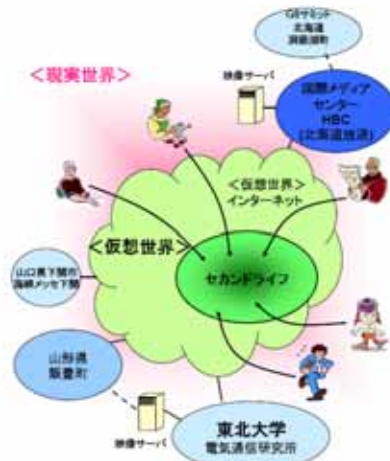 G8サミット
北海道
洞爺湖町
＜現実世界＞
映像サーバ
国際メディア
センター
HBC
(北海道放送)
＜仮想世界＞
インターネット
＜仮想世界＞
セカンドライフ
山口県下関市
海峡メッセ下関
山形県
飯豊町
映像サーバ
東北大学
電気通信研究所